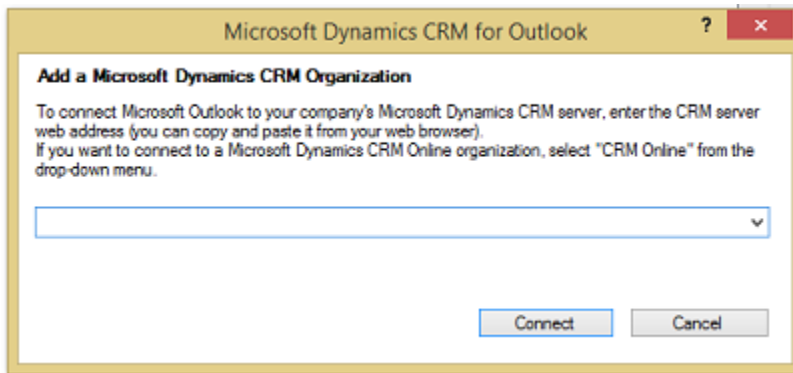 Microsoft Dynamics CRM for Outlook ?
Add a Microsoft Dynamics CRM Organization
To connect Microsoft Outlook to your company's Microsoft Dynamics CRM server, enter the CRM server
web address (you can copy and paste it from your web browser).
If you want to connect to a Microsoft Dynamics CRM Online organization, select "CRM Online" from the
drop-down menu.
Connect Cancel